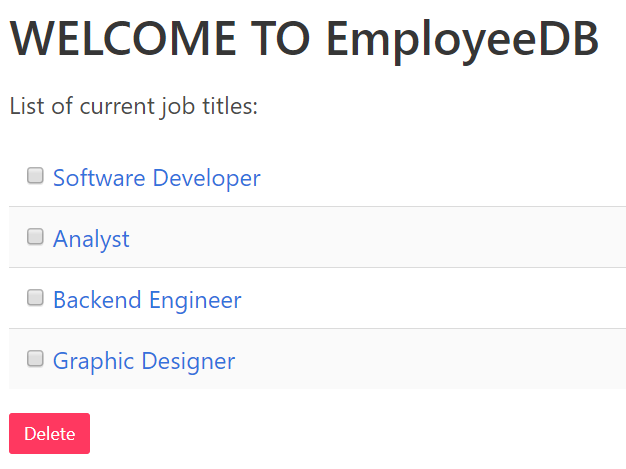 WELCOME TO EmployeeDB
List of current job titles:
Software Developer
Analyst
Backend Engineer
Graphic Designer
Delete